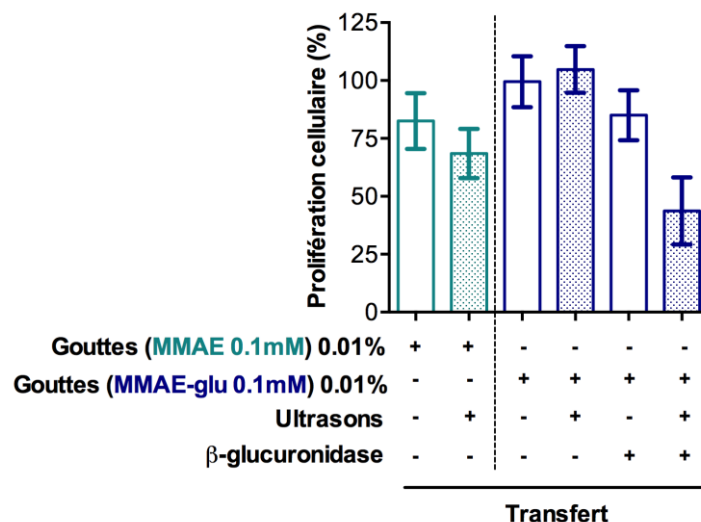 Prolifération cellulaire (%)
125
100
75
50
25
0
Gouttes (MMAE 0.1mM) 0.01% + + - - - -
Gouttes (MMAE-glu 0.1mM) 0.01% - - + + + +
Ultrasons - + - + - +
β-glucuronidase - - - - + +
Transfert